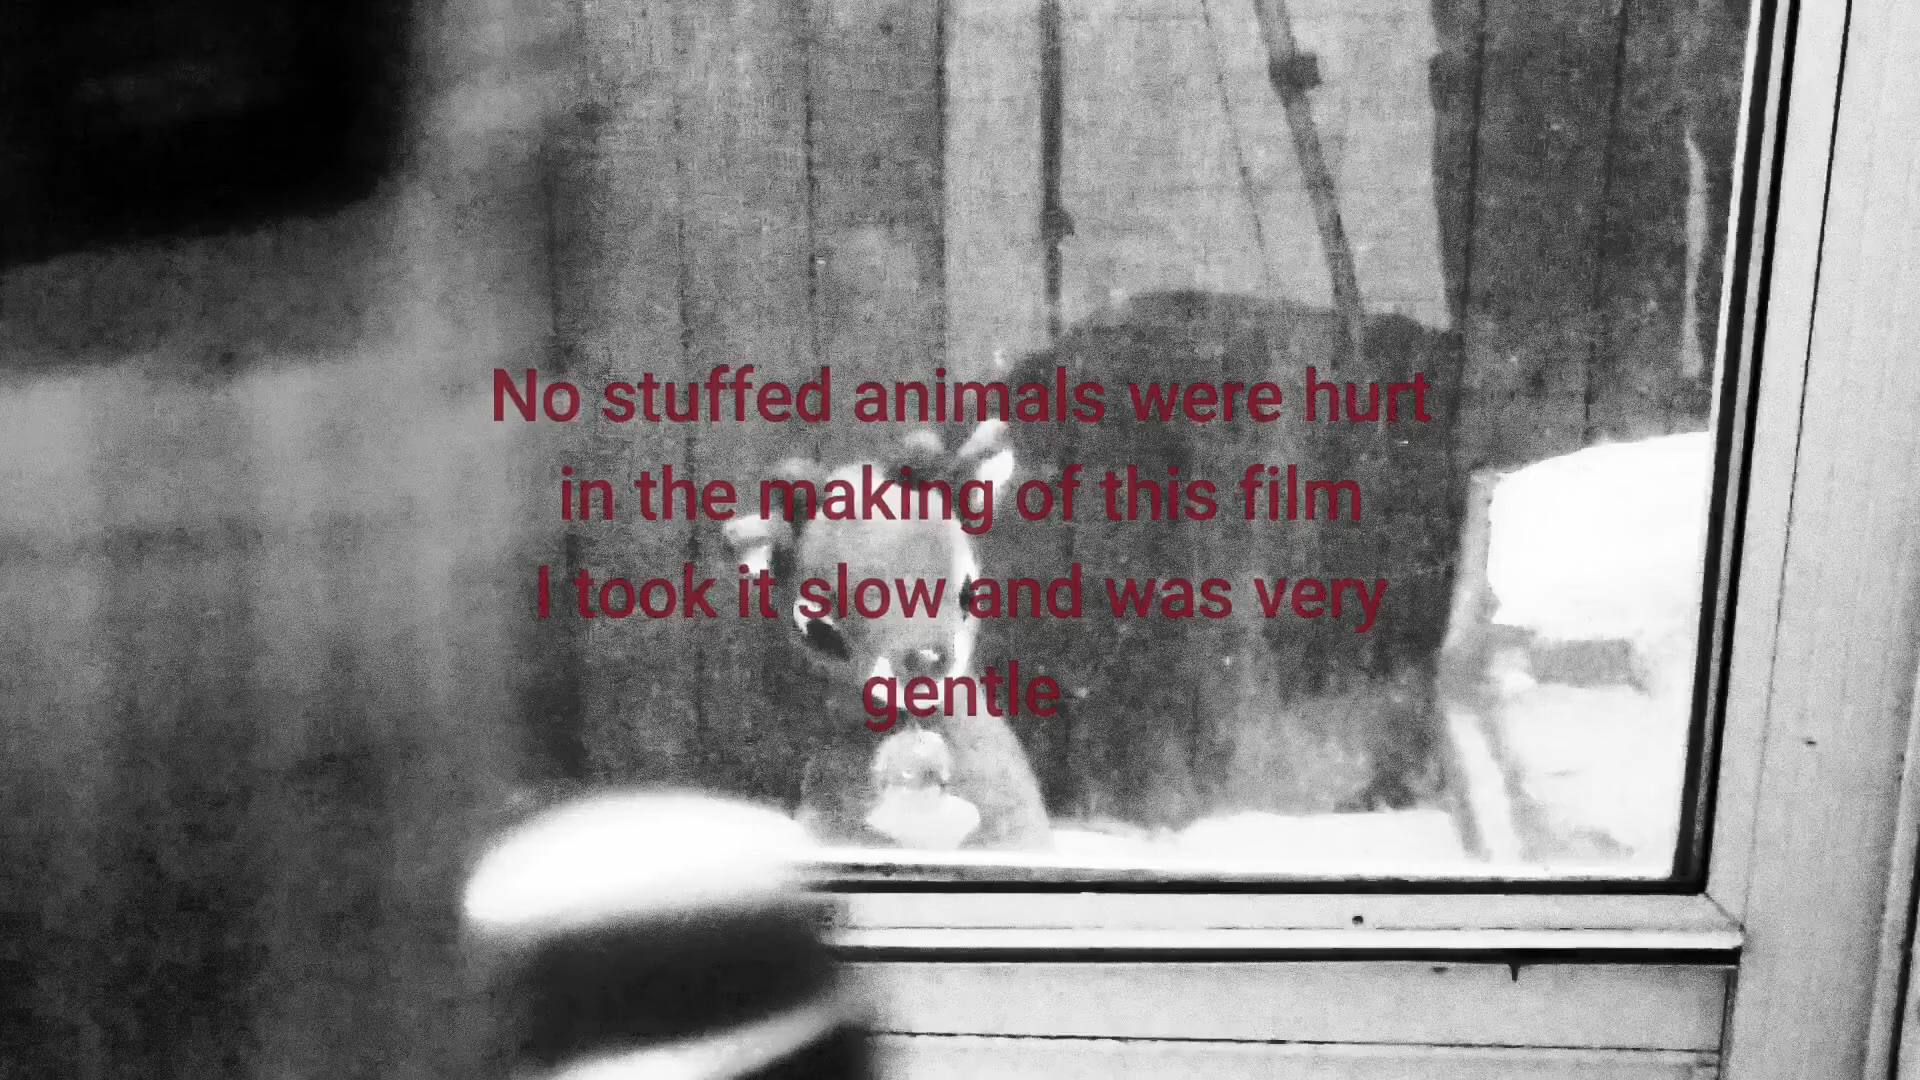 No stuffed animals were hurt
in the making of this film
I took it slow and was very
gentle